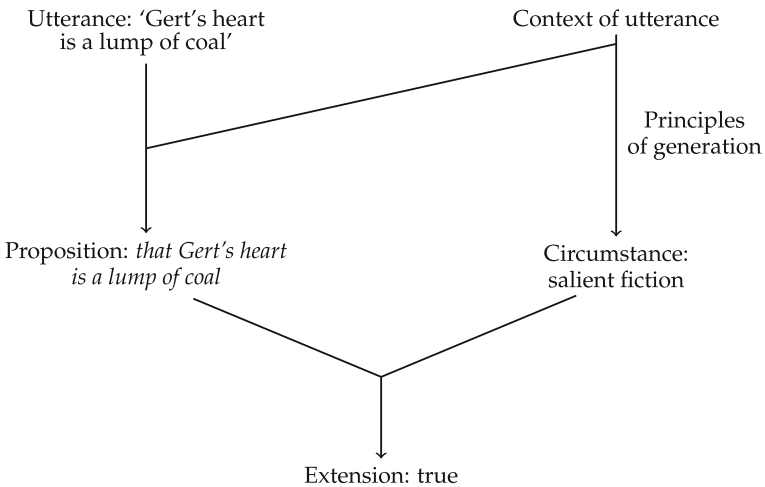 Utterance: ‘Gert’s heart
is a lump of coal’
Context of utterance
Principles
of generation
Proposition: that Gert’s heart
is a lump of coal
Circumstance:
salient fiction
Extension: true